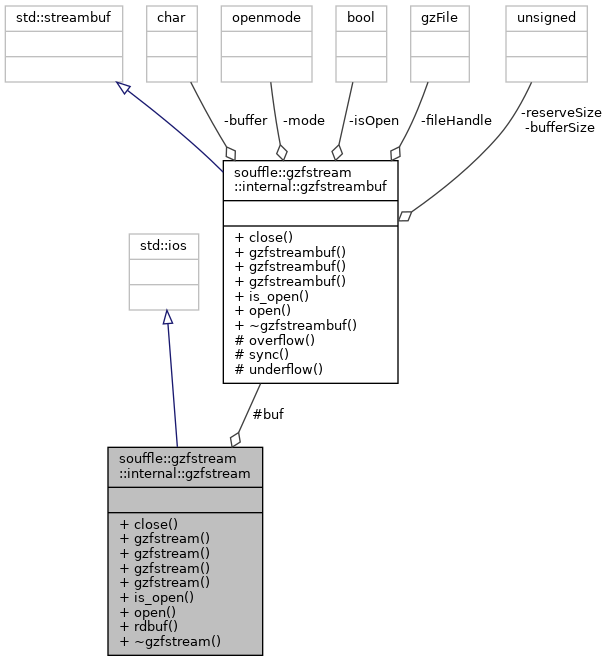 std::streambuf
char
openmode
bool
gzFile
unsigned
-buffer
-mode
-isOpen
-fileHandle
-reserveSize
-bufferSize
souffle::gzfstream
::internal::gzfstreambuf
+ close()
+ gzfstreambuf()
+ gzfstreambuf()
+ gzfstreambuf()
+ is_open()
+ open()
+ ~gzfstreambuf()
# overflow()
# sync()
# underflow()
std::ios
#buf
souffle::gzfstream
::internal::gzfstream
+ close()
+ gzfstream()
+ gzfstream()
+ gzfstream()
+ gzfstream()
+ is_open()
+ open()
+ rdbuf()
+ ~gzfstream()